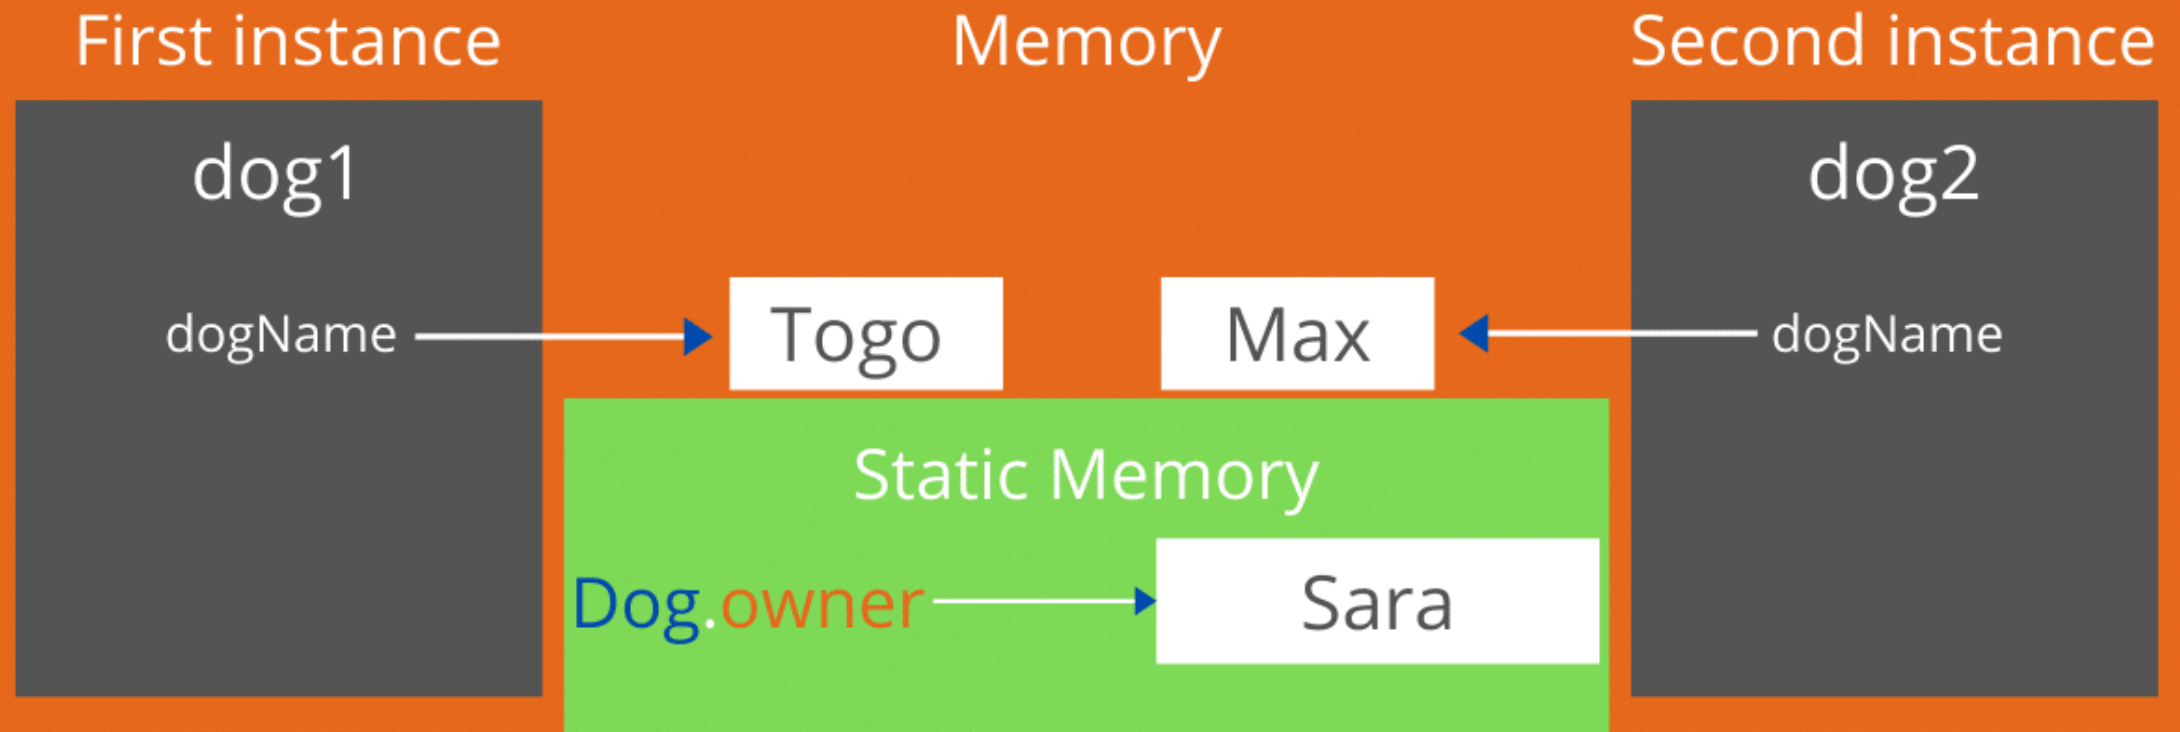 First instance
Memory
Second instance
dog1
dog2
dogName
Togo
Max
dogName
Static Memory
Dog.owner
Sara